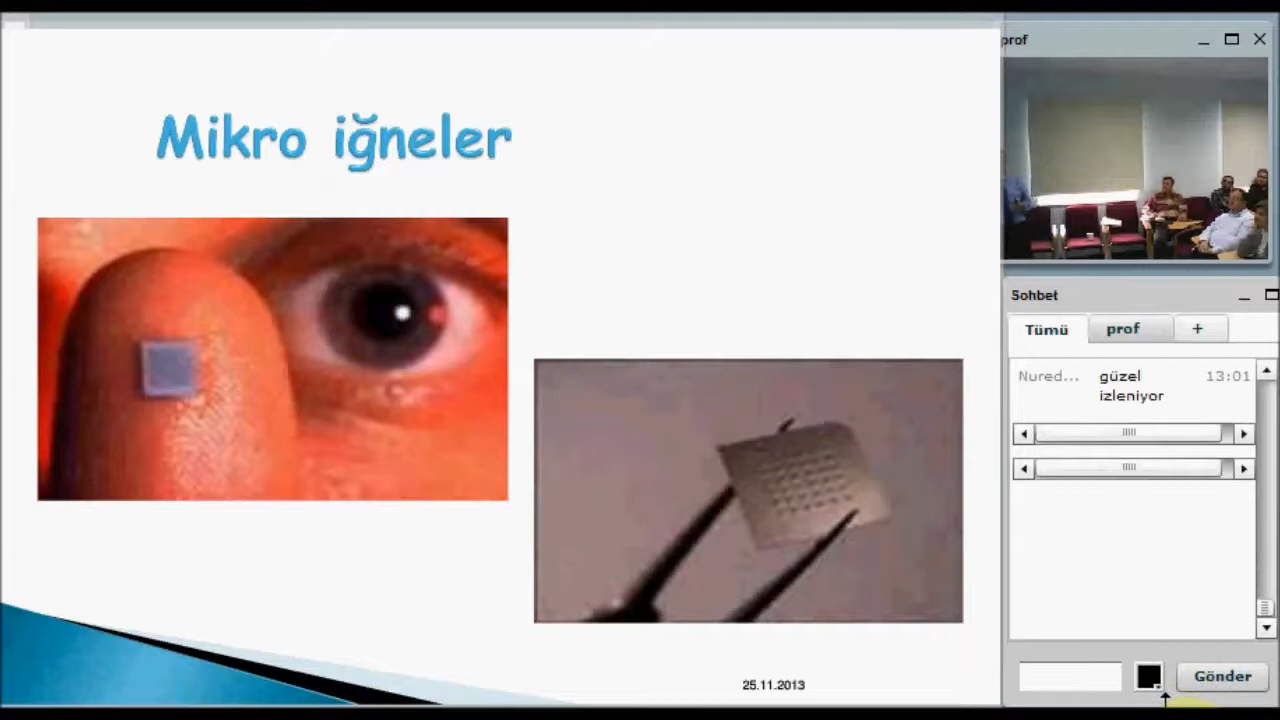 Mikro iğneler
25.11.2013
prof
Sohbet
Tümü
prof
+
Nured... güzel 13:01
izleniyor
Gönder